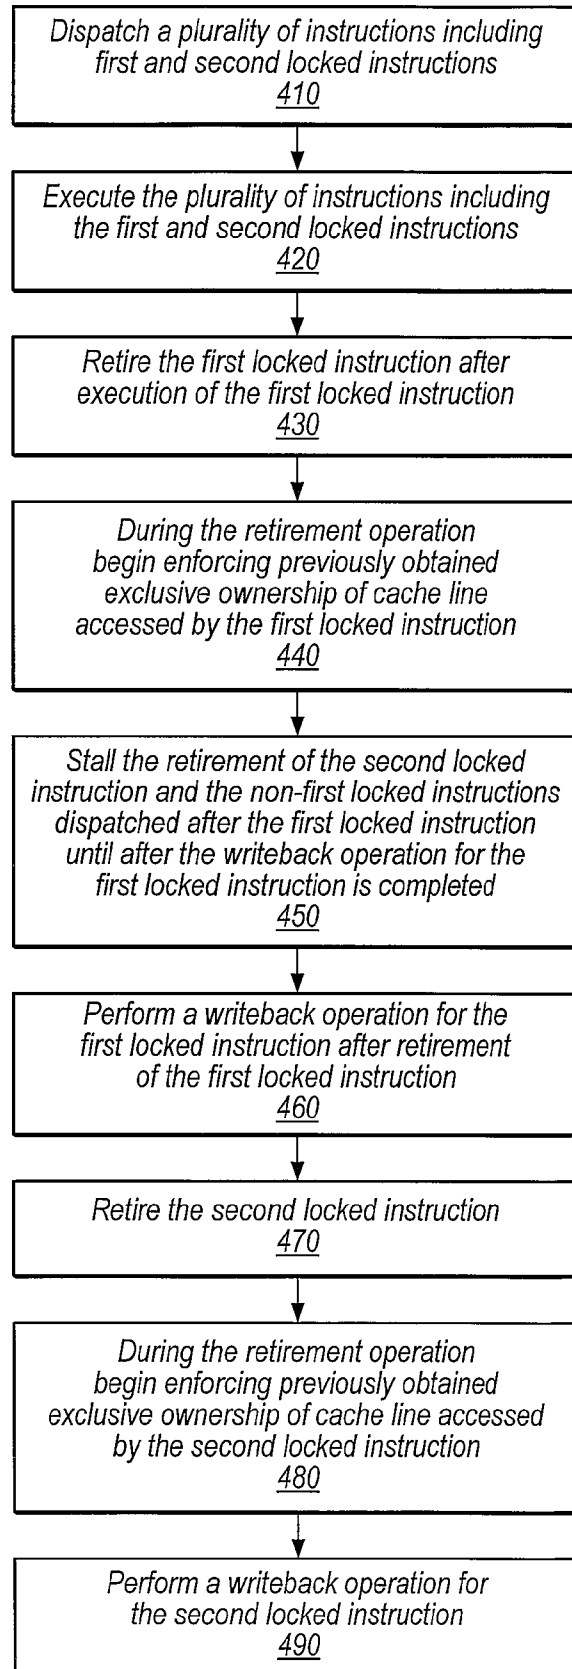 Dispatch a plurality of instructions including
first and second locked instructions
410
Execute the plurality of instructions including
the first and second locked instructions
420
Retire the first locked instruction after
execution of the first locked instruction
430
During the retirement operation
begin enforcing previously obtained
exclusive ownership of cache line
accessed by the first locked instruction
440
Stall the retirement of the second locked
instruction and the non-first locked instructions
dispatched after the first locked instruction
until after the writeback operation for the
first locked instruction is completed
450
Perform a writeback operation for the
first locked instruction after retirement
of the first locked instruction
460
Retire the second locked instruction
470
During the retirement operation
begin enforcing previously obtained
exclusive ownership of cache line accessed
by the second locked instruction
480
Perform a writeback operation for
the second locked instruction
490